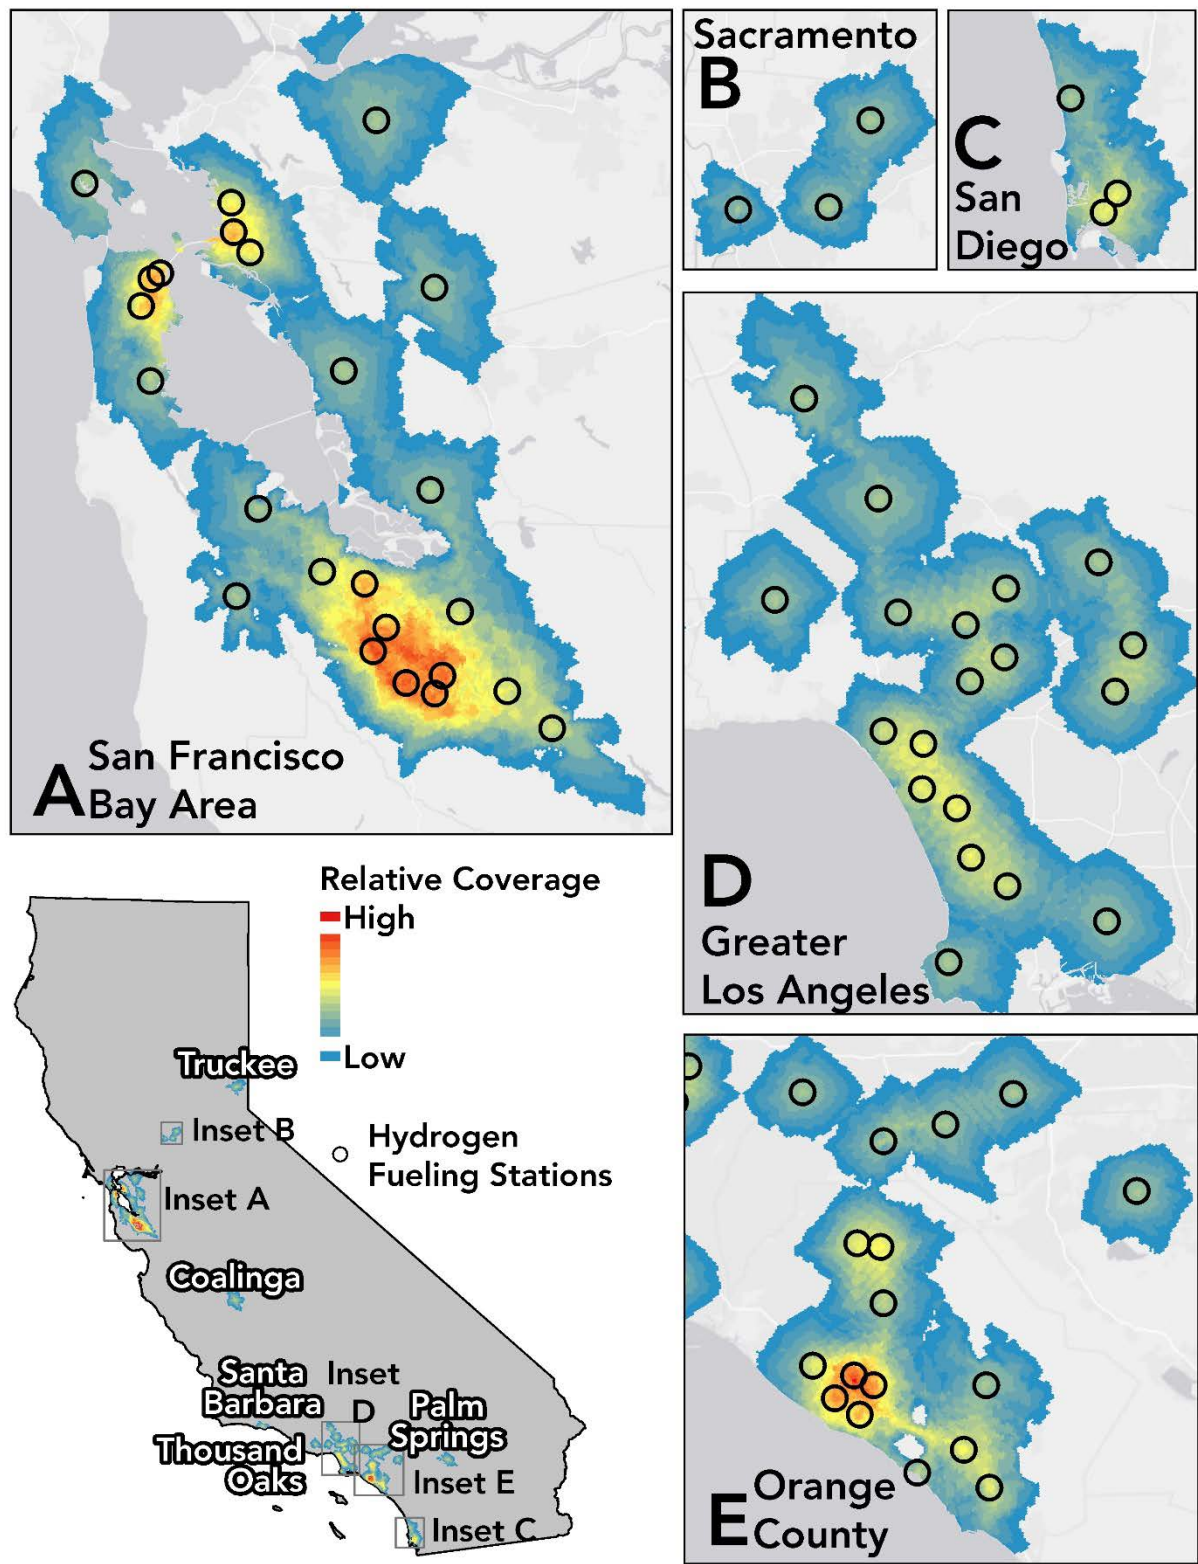 A San Francisco
Bay Area
Sacramento
B
C
San
Diego
D
Greater
Los Angeles
E Orange
County
Relative Coverage
High
Low
Hydrogen
Fueling Stations
Truckee
Inset B
Inset A
Coalinga
Santa
Barbara
Inset
D
Palm
Springs
Thousand
Oaks
Inset E
Inset C